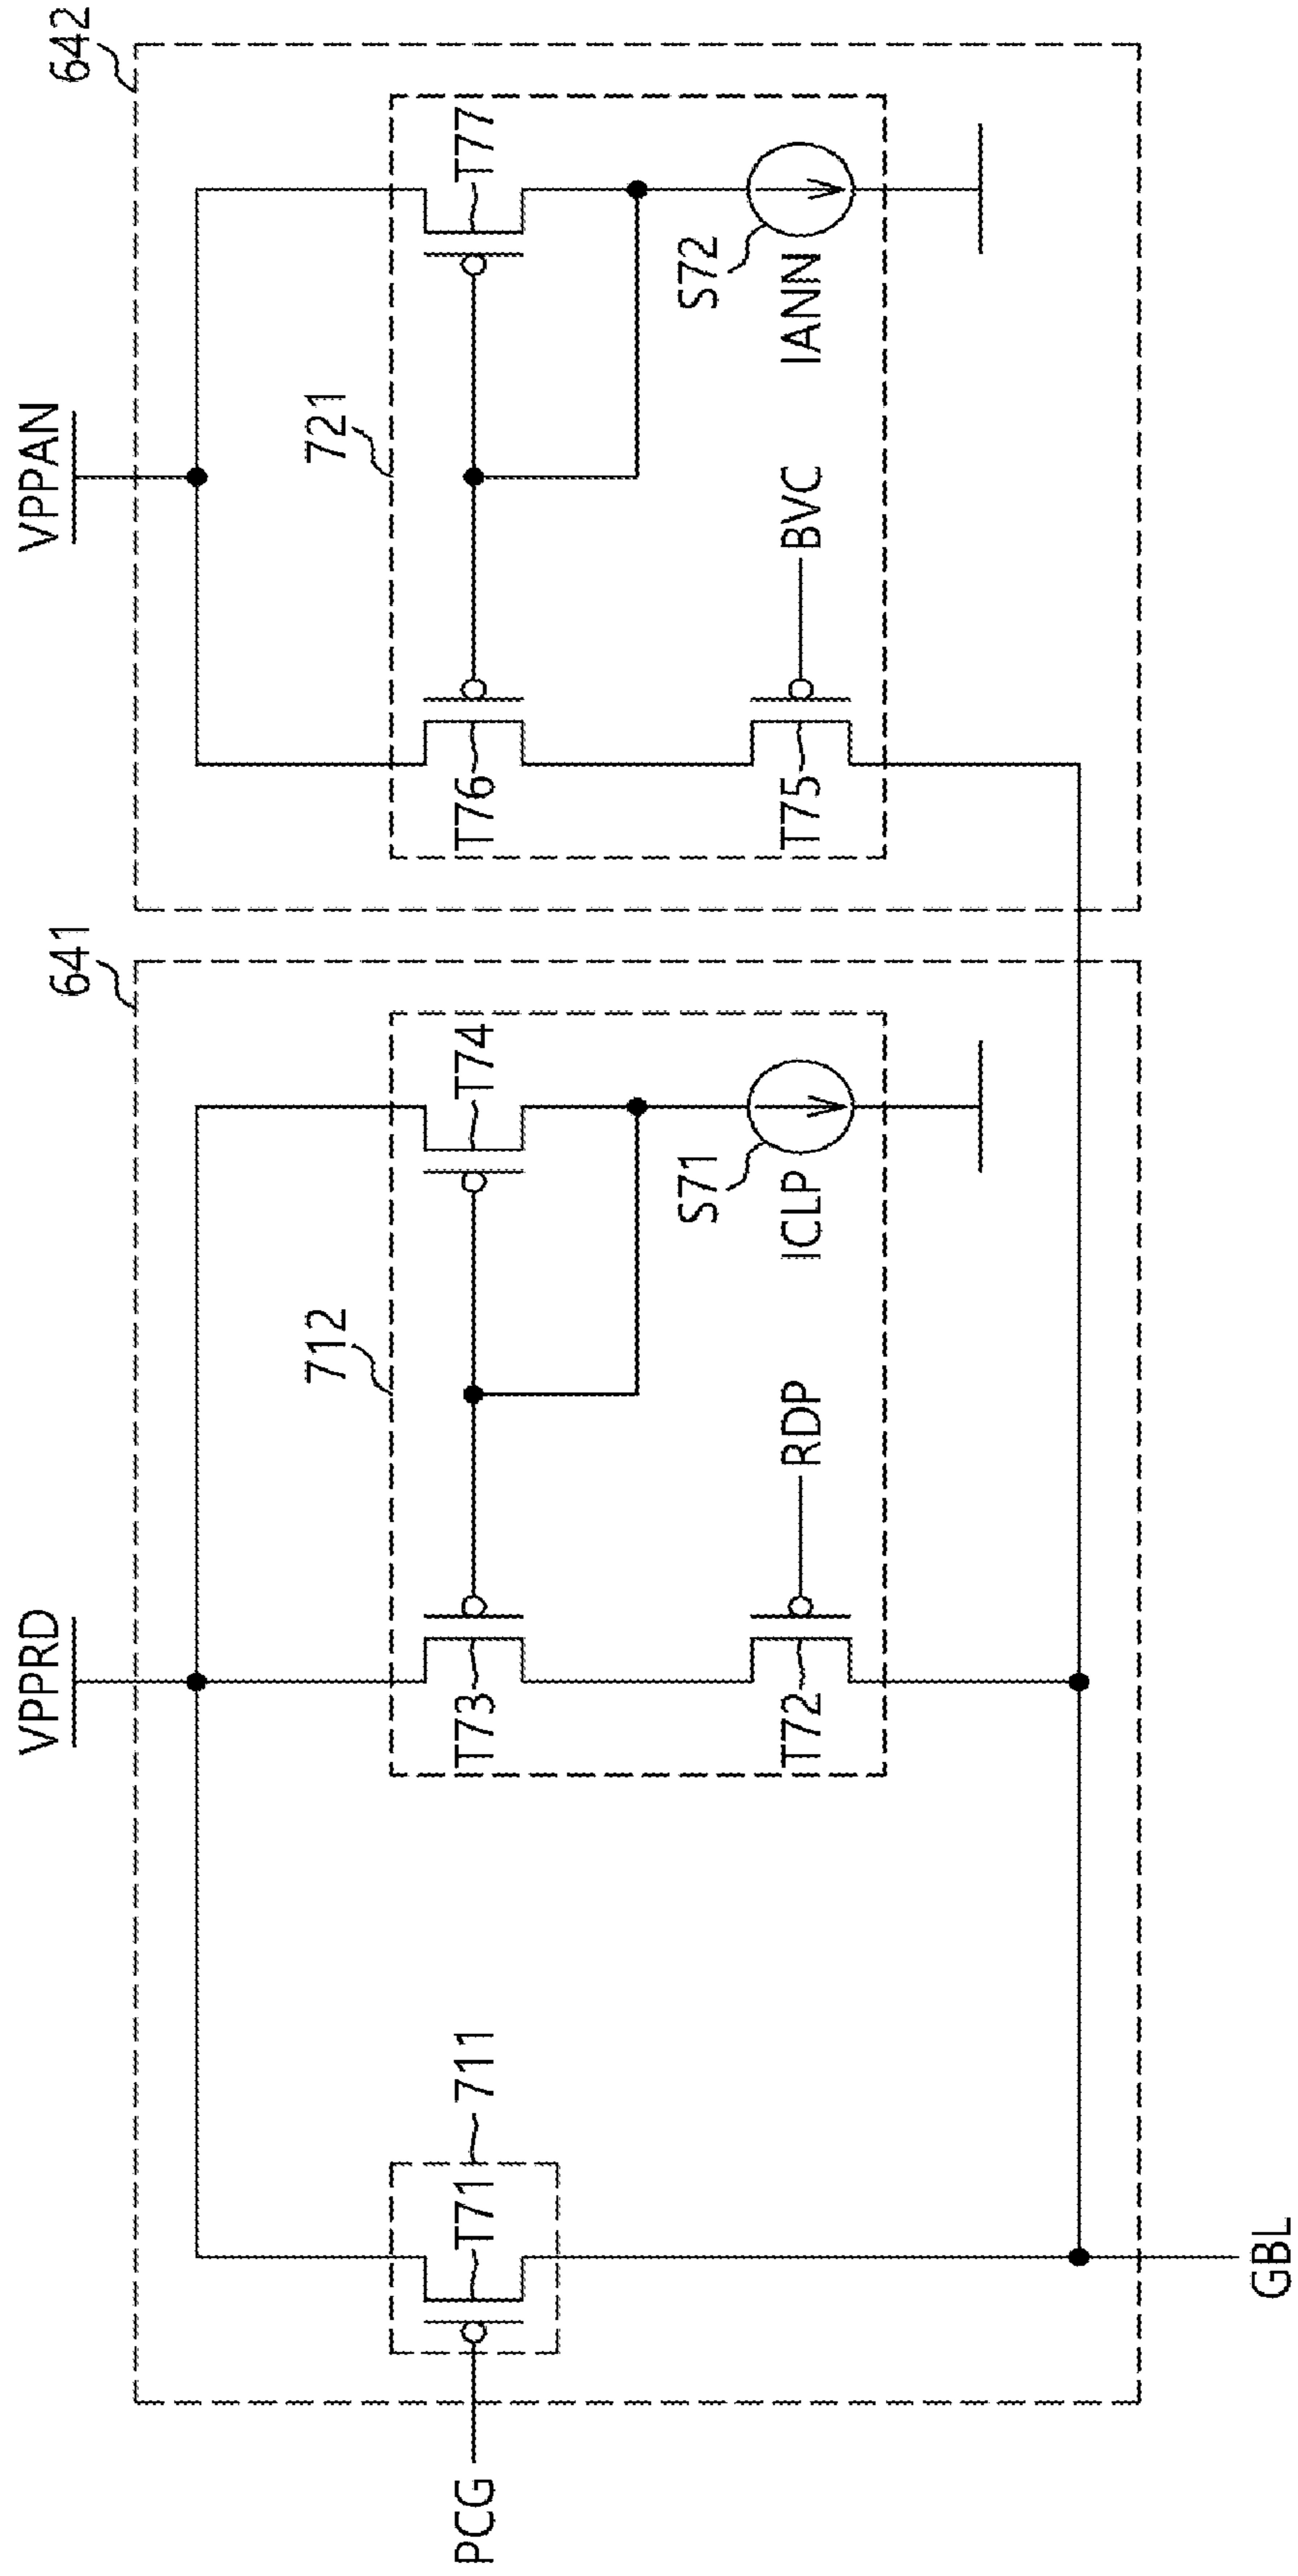 VPPRD
VPPAN
641
642
712
721
PCG
T71
711
T73
T74
T76
T77
S71
S72
T72
RDP
ICLP
T75
BVC
IANN
GBL